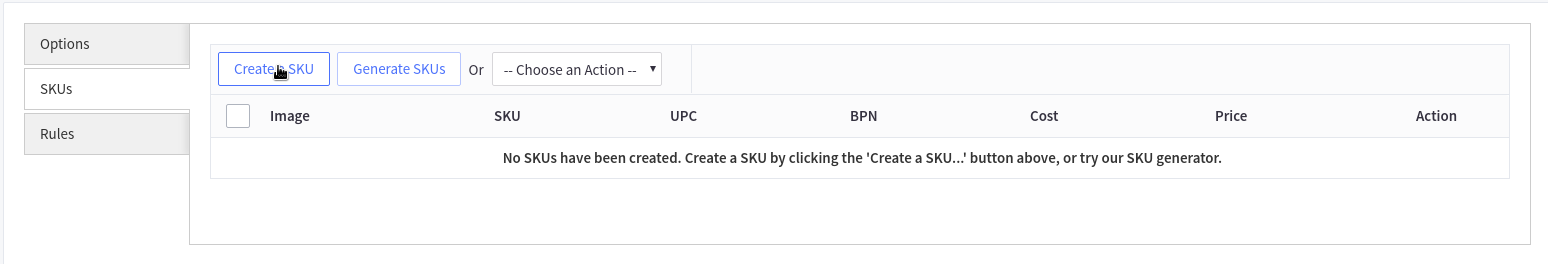 Options
SKUs
Rules
Create a SKU Generate SKUs Or -- Choose an Action --
Image SKU UPC BPN Cost Price Action
No SKUs have been created. Create a SKU by clicking the 'Create a SKU...' button above, or try our SKU generator.